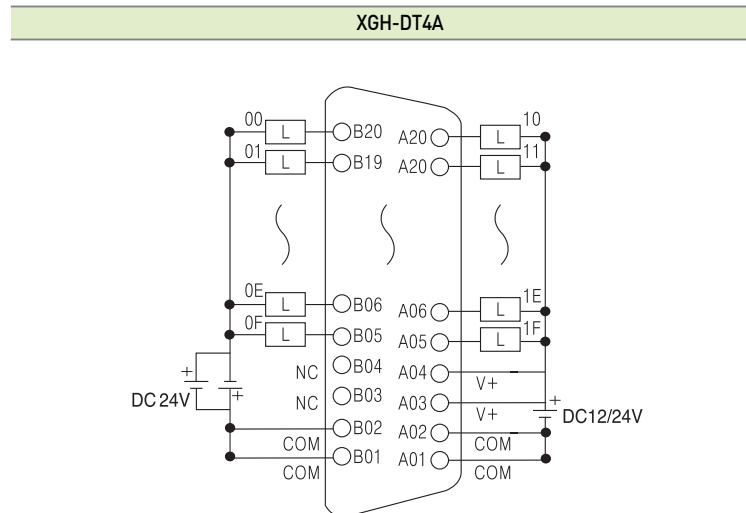 XGH-DT4A
00 L B20 A20 L 10
01 L B19 A20 L 11
0E L B06 A06 L 1E
0F L B05 A05 L 1F
NC B04 A04 V+ -
NC B03 A03 V+
+ + DC 24V
+ DC12/24V
COM B02 A02 COM -
COM B01 A01 COM